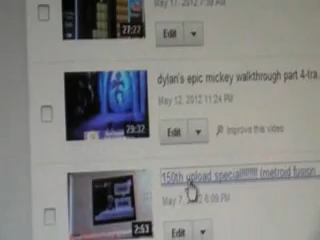 May 17, 2012 7:39 AM
27:22
Edit
dylan's epic mickey walkthrough part 4-tra..
May 12, 2012 11:24 PM
29:32
Edit
Improve this video
150th upload special!!!!!!!! (metroid fusion
May 7, 2012 6:09 PM
2:53
Edit